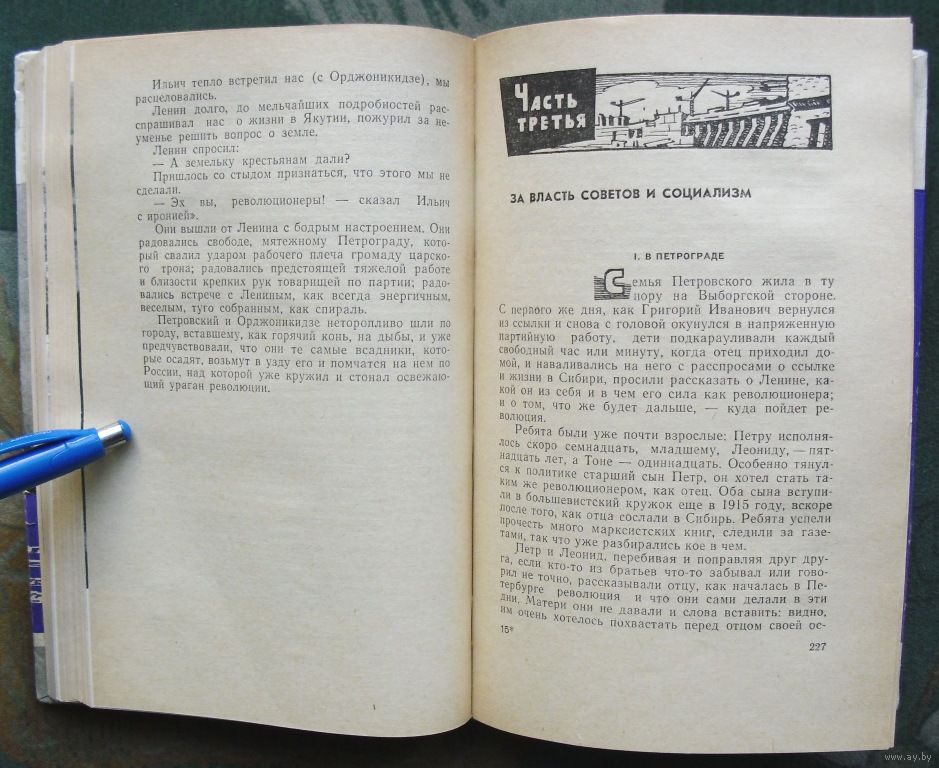 Ильич тепло встретил нас (с Орджоникидзе), мы
расцеловались.
Ленин долго, до мельчайших подробностей рас-
спрашивал нас о жизни в Якутии, пожурил за не-
уменье решить вопрос о земле.
Ленин спросил:
— А земельку крестьянам дали?
Пришлось со стыдом признаться, что этого мы не
сделали.
— Эх вы, революционеры! — сказал Ильич
с иронией».
Они вышли от Ленина с бодрым настроением. Они
радовались свободе, мятежному Петрограду, кото-
рый свалил ударом рабочего плеча громаду царско-
го трона; радовались предстоящей тяжелой работе
и близости крепких рук товарищей по партии; радо-
вались встрече с Лениным, как всегда энергичным,
веселым, туго собранным, как спираль.
Петровский и Орджоникидзе неторопливо шли по
городу, вставшему, как горячий конь, на дыбы, и уже
предчувствовали, что они те самые всадники, кото-
рые осадят, возьмут в узду его и помчатся на нем по
России, над которой уже кружил и стонал освежаю-
щий ураган революции.
Часть
третья
ЗА ВЛАСТЬ СОВЕТОВ И СОЦИАЛИЗМ
I. В ПЕТРОГРАДЕ
Семья Петровского жила в ту
пору на Выборгской стороне.
С первого же дня, как Григорий Иванович вернулся
из ссылки и снова с головой окунулся в напряженную
партийную работу, дети подкарауливали каждый
свободный час или минуту, когда отец приходил до-
мой, и наваливались на него с расспросами о ссылке
и жизни в Сибири, просили рассказать о Ленине, ка-
кой он из себя и в чем его сила как революционера;
и о том, что же будет дальше, — куда пойдет ре-
волюция.
Ребята были уже почти взрослые: Петру исполня-
лось скоро семнадцать, младшему, Леониду, — пят-
надцать лет, а Тоне — одиннадцать. Особенно тянул-
ся к политике старший сын Петр, он хотел стать та-
ким же революционером, как отец. Оба сына вступи-
ли в большевистский кружок еще в 1915 году, вскоре
после того, как отца сослали в Сибирь. Ребята успели
прочесть много марксистских книг, следили за газе-
тами, так что уже разбирались кое в чем.
Петр и Леонид, перебивая и поправляя друг дру-
га, если кто-то из братьев что-то забывал или гово-
рил не точно, рассказывали отцу, как началась в Пе-
тербурге революция и что они сами делали в эти
дни. Матери они не давали и слова вставить: видно,
им очень хотелось похвастать перед отцом своей ос-
15*
227
www.ay.by